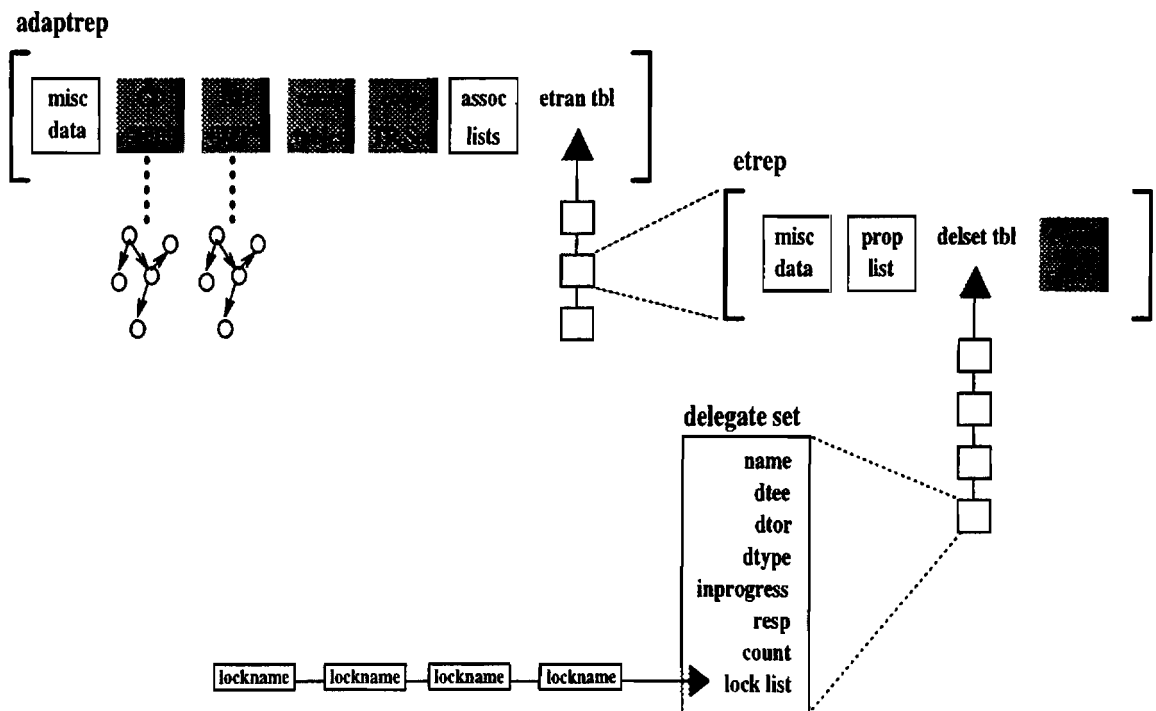 adaptrep
misc
data
assoc
lists
etran tbl
etrep
misc
data
prop
list
delset tbl
delegate set
name
dtee
dtor
dtype
inprogress
resp
count
lock list
lockname
lockname
lockname
lockname